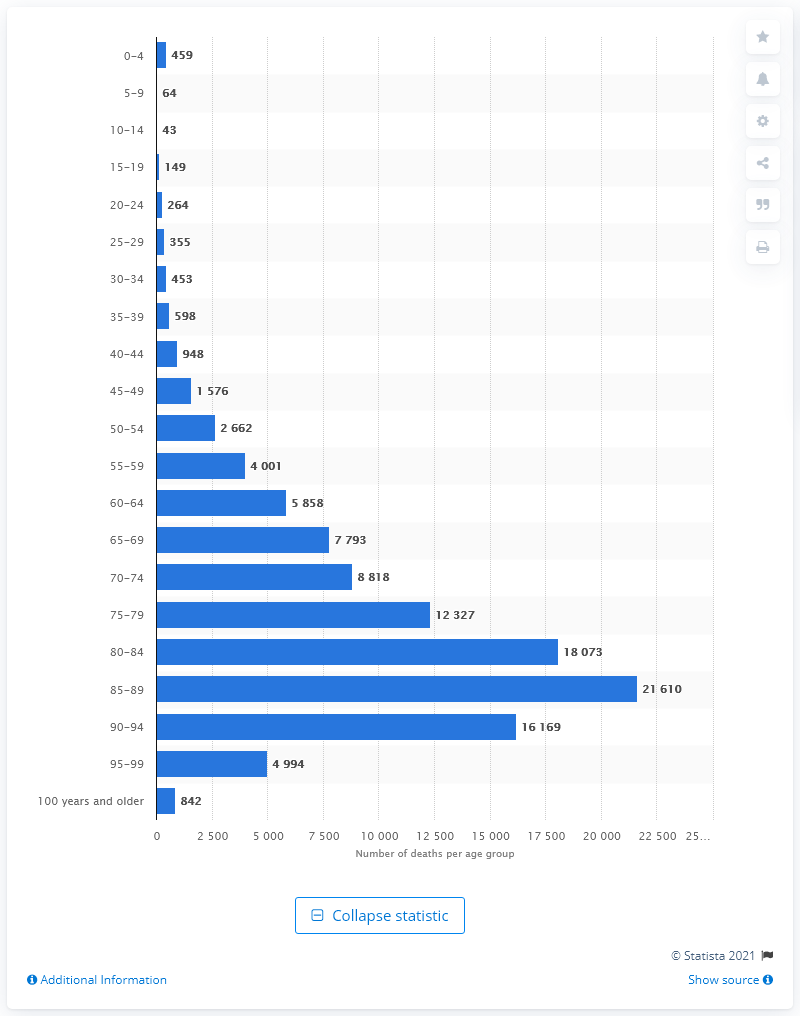 0–4 459
5–9 64
10–14 43
15–19 149
20–24 264
25–29 355
30–34 453
35–39 598
40–44 948
45–49 1 576
50–54 2 662
55–59 4 001
60–64 5 858
65–69 7 793
70–74 8 818
75–79 12 327
80–84 18 073
85–89 21 610
90–94 16 169
95–99 4 994
100 years and older 842
0 2 500 5 000 7 500 10 000 12 500 15 000 17 500 20 000 22 500 25…
Number of deaths per age group
Collapse statistic
© Statista 2021
Additional Information Show source